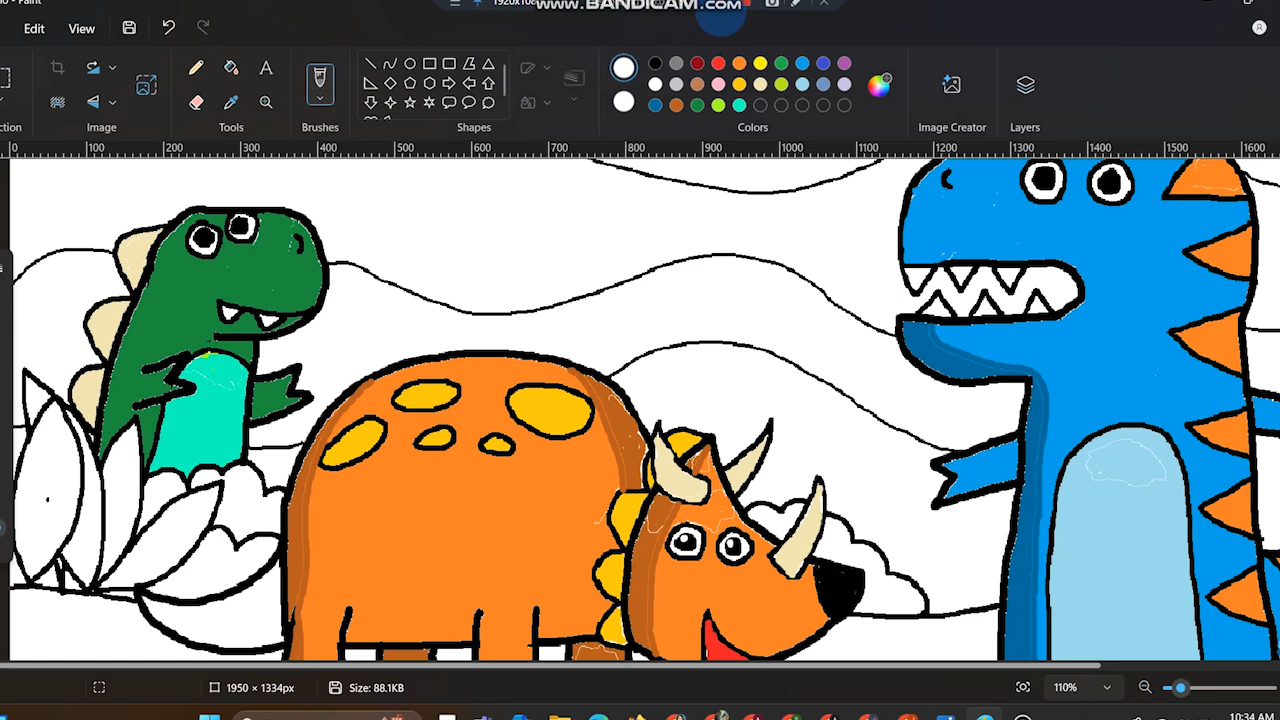 o - Paint
1920x108
WWW.BANDICAM.COM
Edit View
A
ction Image Tools Brushes Shapes Colors Image Creator Layers
0 100 200 300 400 500 600 700 800 900 1000 1100 1200 1300 1400 1500 1600
1950 × 1334px Size: 88.1KB 110%
10:34 AM